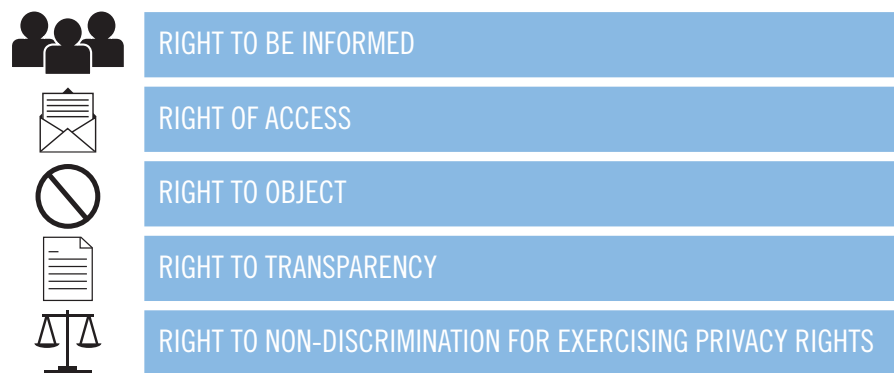 RIGHT TO BE INFORMED
RIGHT OF ACCESS
RIGHT TO OBJECT
RIGHT TO TRANSPARENCY
RIGHT TO NON-DISCRIMINATION FOR EXERCISING PRIVACY RIGHTS